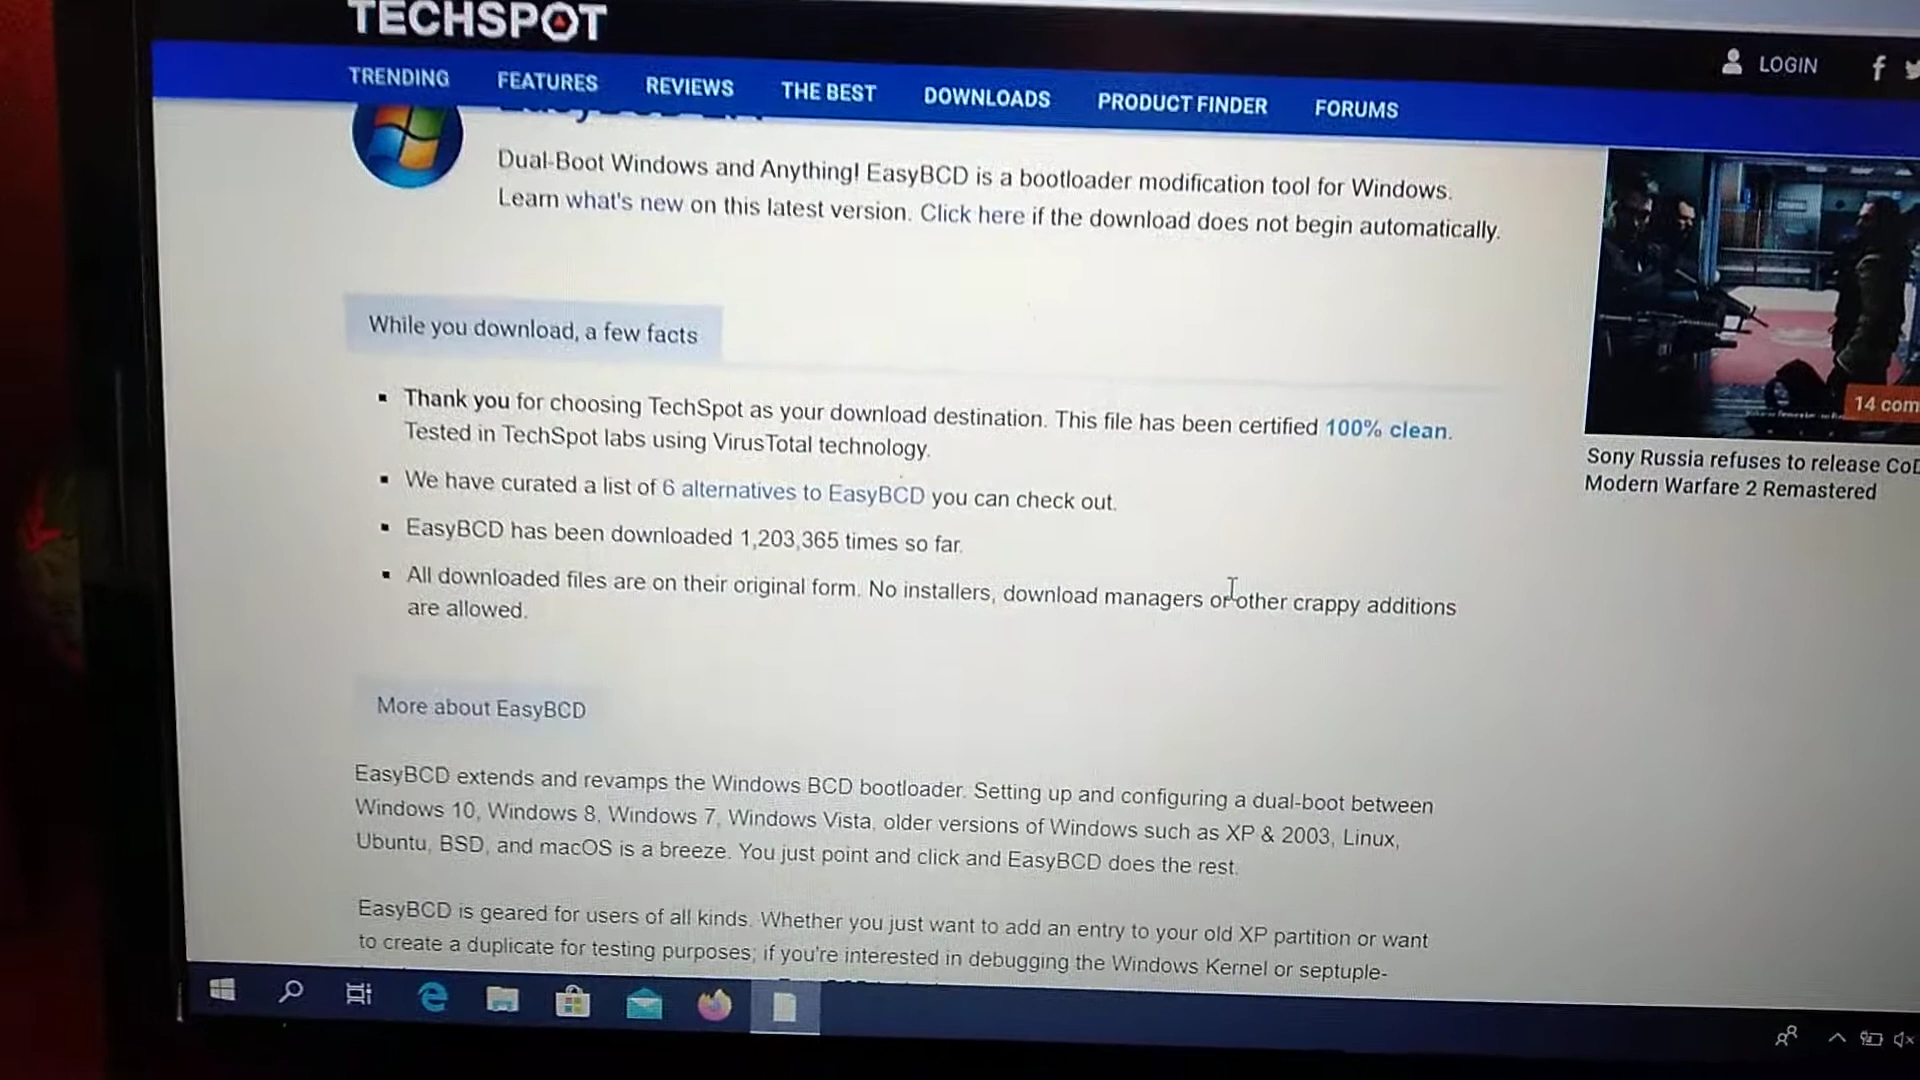 TECHSPOT
LOGIN
TRENDING FEATURES REVIEWS THE BEST DOWNLOADS PRODUCT FINDER FORUMS
Dual-Boot Windows and Anything! EasyBCD is a bootloader modification tool for Windows.
Learn what's new on this latest version. Click here if the download does not begin automatically.
While you download, a few facts
Thank you for choosing TechSpot as your download destination. This file has been certified 100% clean.
Tested in TechSpot labs using VirusTotal technology.
We have curated a list of 6 alternatives to EasyBCD you can check out.
EasyBCD has been downloaded 1,203,365 times so far.
All downloaded files are on their original form. No installers, download managers or other crappy additions
are allowed.
14 com
Sony Russia refuses to release CoD
Modern Warfare 2 Remastered
More about EasyBCD
EasyBCD extends and revamps the Windows BCD bootloader. Setting up and configuring a dual-boot between
Windows 10, Windows 8, Windows 7, Windows Vista, older versions of Windows such as XP & 2003, Linux,
Ubuntu, BSD, and macOS is a breeze. You just point and click and EasyBCD does the rest.
EasyBCD is geared for users of all kinds. Whether you just want to add an entry to your old XP partition or want
to create a duplicate for testing purposes; if you're interested in debugging the Windows Kernel or septuple-